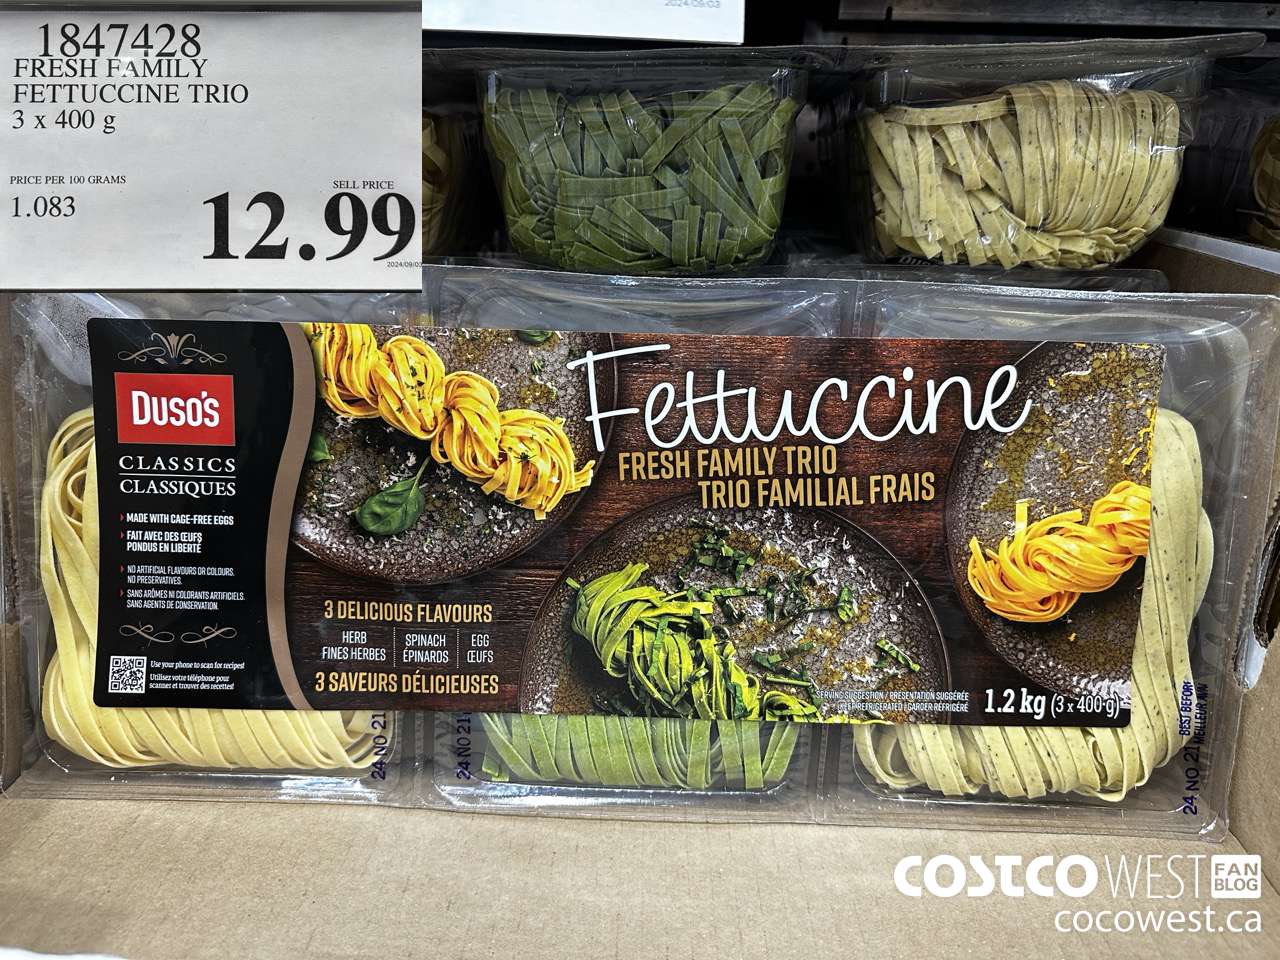 2024/09/03
1847428
FRESH FAMILY
FETTUCCINE TRIO
3 x 400 g
PRICE PER 100 GRAMS
1.083
SELL PRICE
12.99
2024/09/03
DUSO'S
CLASSICS
CLASSIQUES
MADE WITH CAGE-FREE EGGS
FAIT AVEC DES ŒUFS
PONDUS EN LIBERTÉ
NO ARTIFICIAL FLAVOURS OR COLOURS.
NO PRESERVATIVES.
SANS ARÔMES NI COLORANTS ARTIFICIELS.
SANS AGENTS DE CONSERVATION.
Use your phone to scan for recipes!
Utilisez votre téléphone pour
scanner et trouver des recettes!
Fettuccine
FRESH FAMILY TRIO
TRIO FAMILIAL FRAIS
3 DELICIOUS FLAVOURS
HERB
FINES HERBES
SPINACH
ÉPINARDS
EGG
ŒUFS
3 SAVEURS DÉLICIEUSES
SERVING SUGGESTION / PRÉSENTATION SUGGÉRÉE
KEEP REFRIGERATED / GARDER RÉFRIGÉRÉ
1.2 kg (3 x 400 g)
24 NO 21
24 NO 21
24 NO 21 BEST BEFORE
MEILLEUR AVANT
COSTCO WEST FAN
BLOG
cocowest.ca